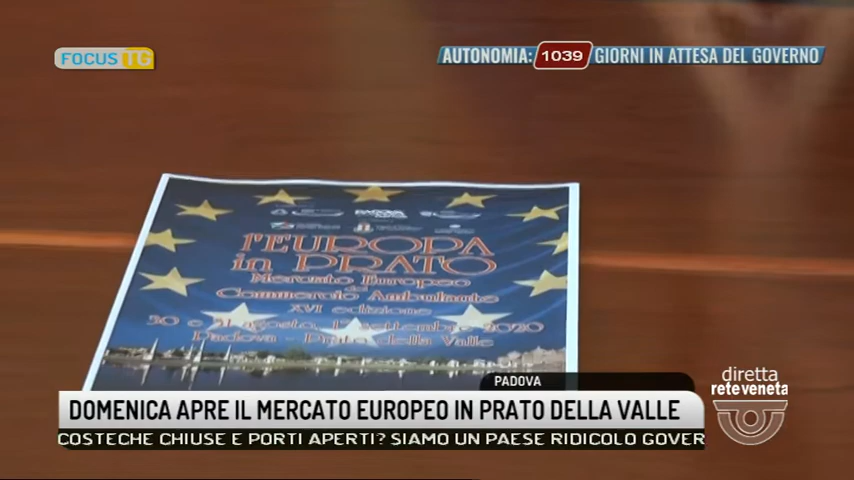 FOCUS TG
AUTONOMIA: 1039 GIORNI IN ATTESA DEL GOVERNO
l'EUROPA
in PRATO
Mercato Europeo
del
Commercio Ambulante
XVI edizione
Padova - Prato della Valle
PADOVA
DOMENICA APRE IL MERCATO EUROPEO IN PRATO DELLA VALLE
COSTECHE CHIUSE E PORTI APERTI? SIAMO UN PAESE RIDICOLO GOVER
diretta
reteveneta